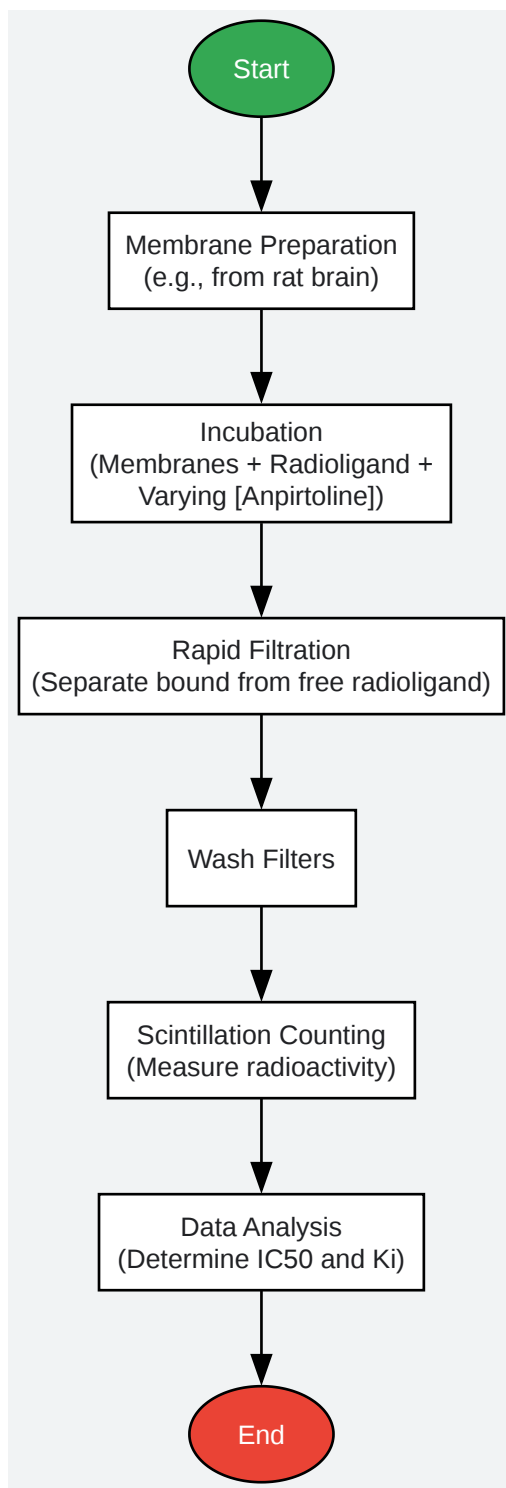 Start
Membrane Preparation
(e.g., from rat brain)
Incubation
(Membranes + Radioligand +
Varying [Anpirtoline])
Rapid Filtration
(Separate bound from free radioligand)
Wash Filters
Scintillation Counting
(Measure radioactivity)
Data Analysis
(Determine IC50 and Ki)
End